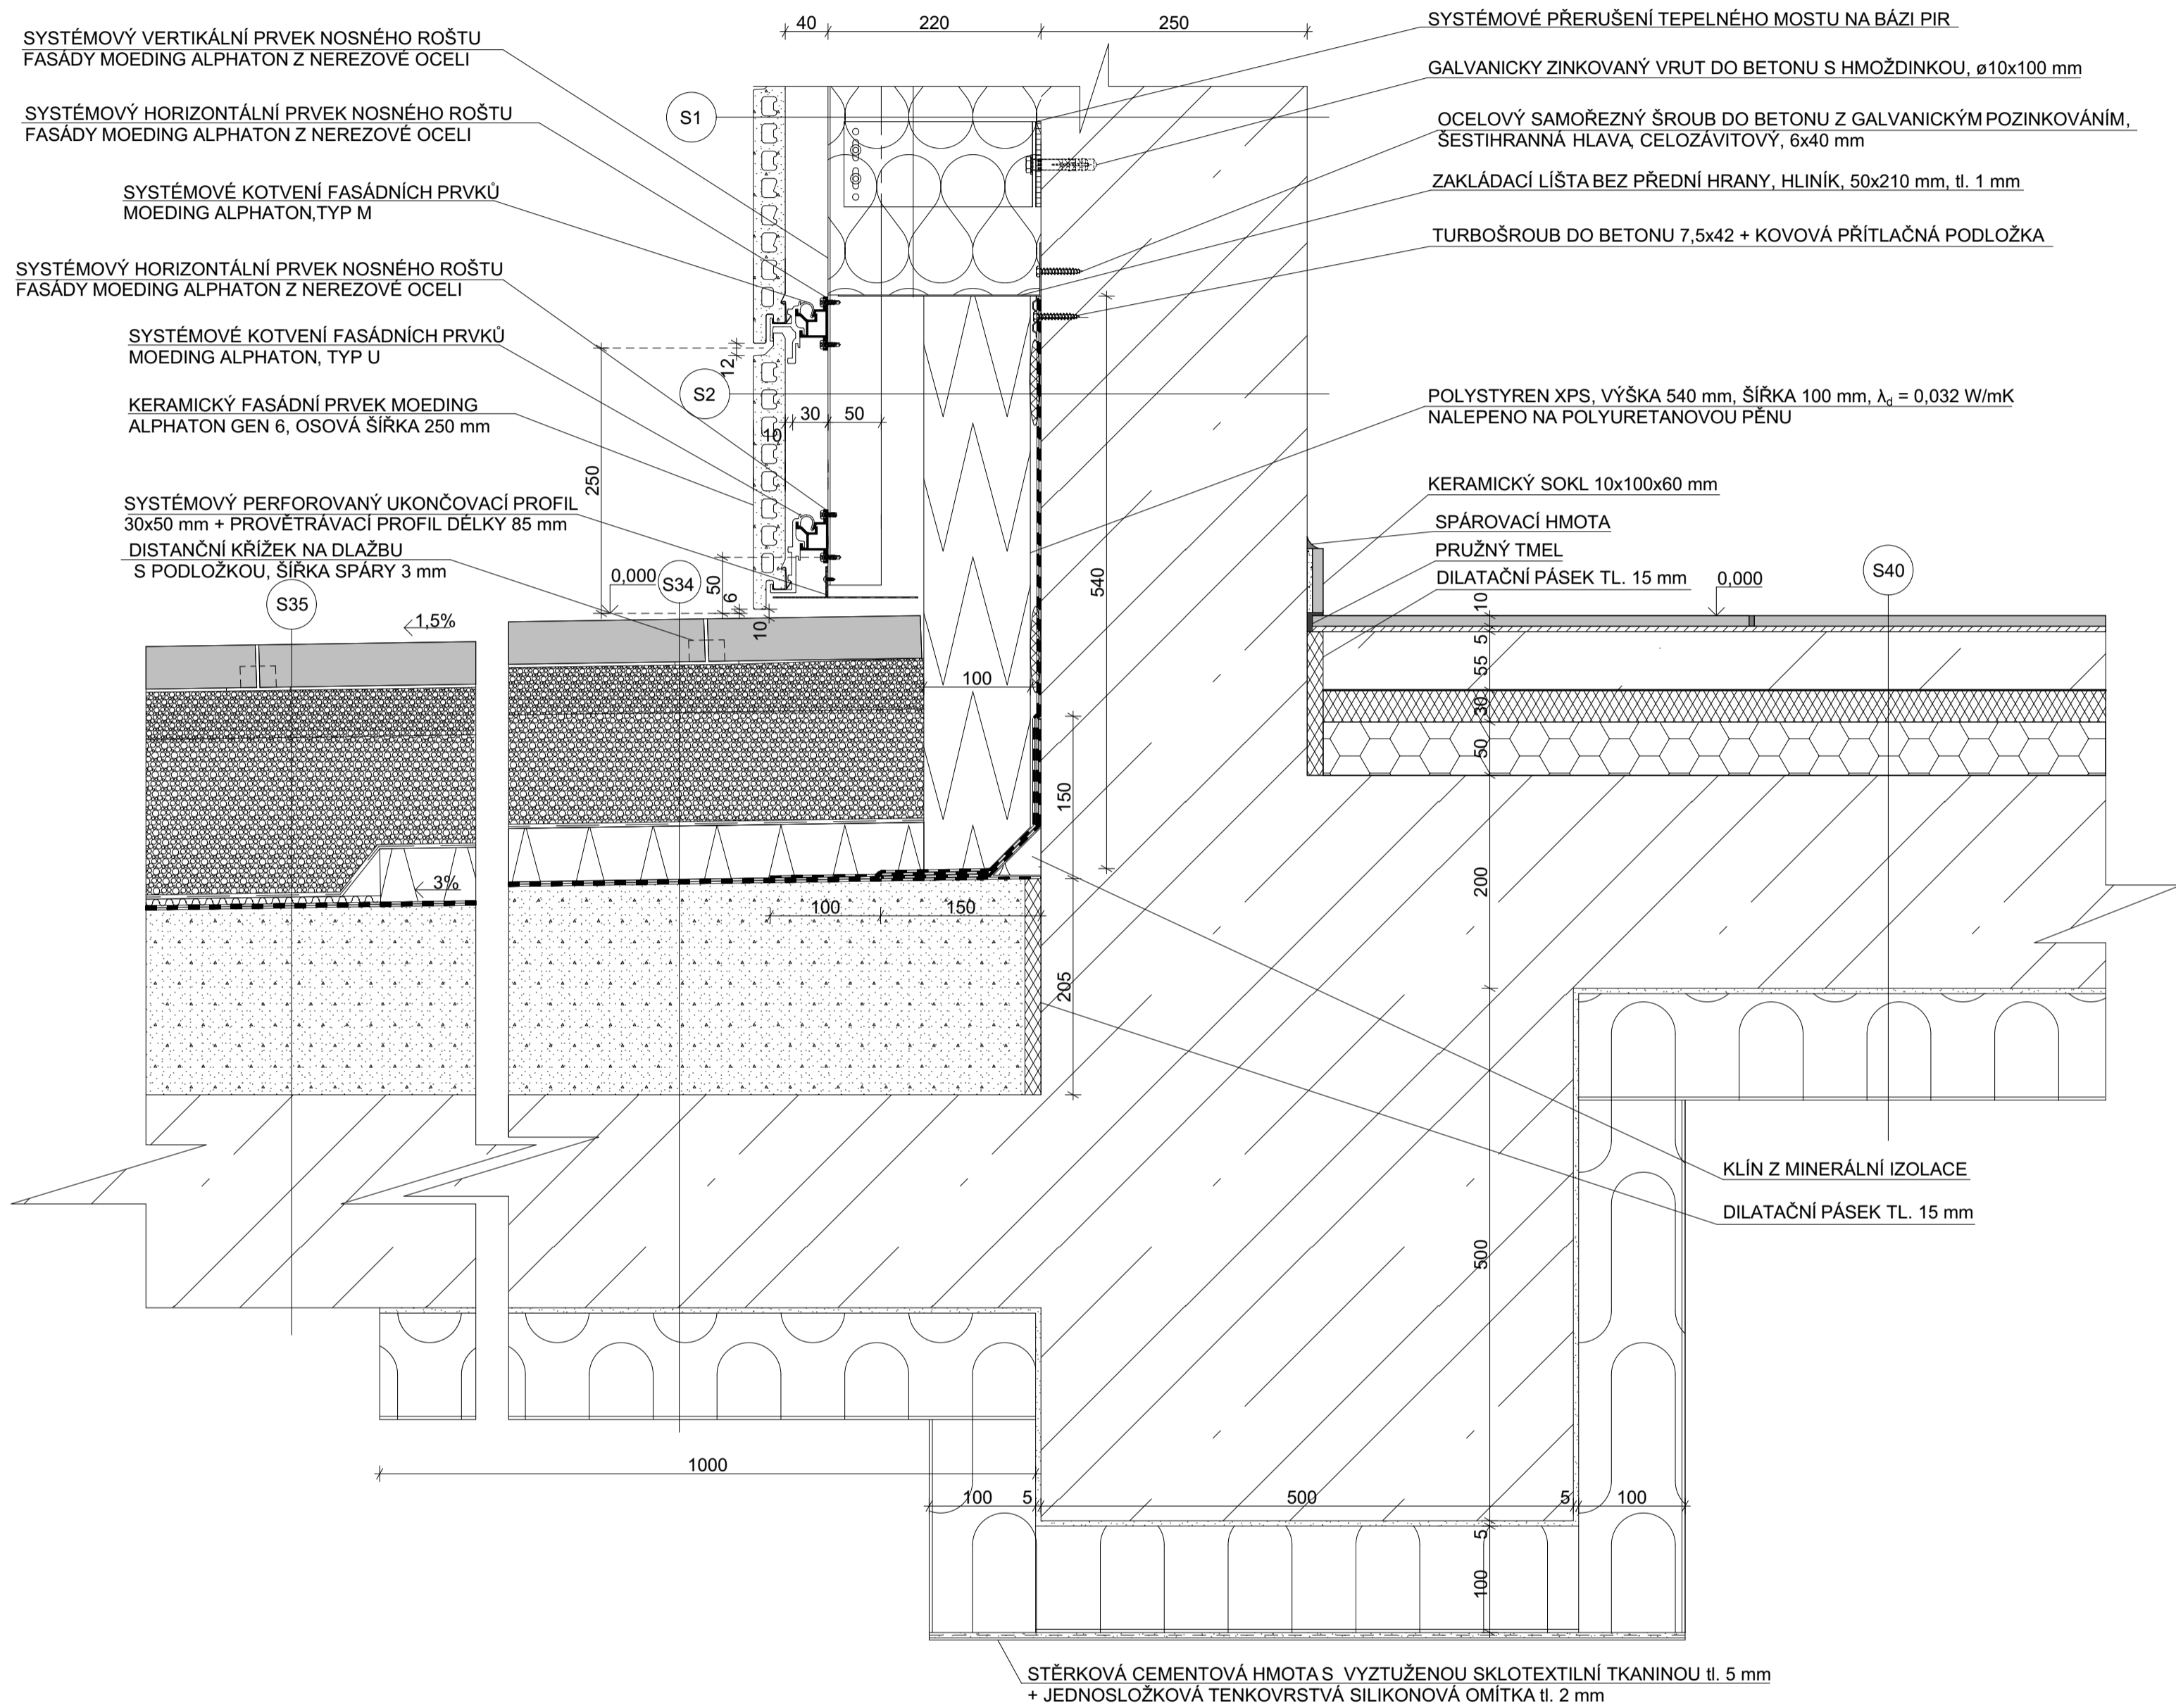 40
220
250
SYSTÉMOVÝ VERTIKÁLNÍ PRVEK NOSNÉHO ROŠTU
FASÁDY MOEDING ALPHATON Z NEREZOVÉ OCELI
SYSTÉMOVÝ HORIZONTÁLNÍ PRVEK NOSNÉHO ROŠTU
FASÁDY MOEDING ALPHATON Z NEREZOVÉ OCELI
SYSTÉMOVÉ KOTVENÍ FASÁDNÍCH PRVKŮ
MOEDING ALPHATON,TYP M
SYSTÉMOVÝ HORIZONTÁLNÍ PRVEK NOSNÉHO ROŠTU
FASÁDY MOEDING ALPHATON Z NEREZOVÉ OCELI
SYSTÉMOVÉ KOTVENÍ FASÁDNÍCH PRVKŮ
MOEDING ALPHATON, TYP U
KERAMICKÝ FASÁDNÍ PRVEK MOEDING
ALPHATON GEN 6, OSOVÁ ŠÍŘKA 250 mm
SYSTÉMOVÝ PERFOROVANÝ UKONČOVACÍ PROFIL
30x50 mm + PROVĚTRÁVACÍ PROFIL DÉLKY 85 mm
DISTANČNÍ KŘÍŽEK NA DLAŽBU
S PODLOŽKOU, ŠÍŘKA SPÁRY 3 mm
SYSTÉMOVÉ PŘERUŠENÍ TEPELNÉHO MOSTU NA BÁZI PIR
GALVANICKY ZINKOVANÝ VRUT DO BETONU S HMOŽDINKOU, ø10x100 mm
OCELOVÝ SAMOŘEZNÝ ŠROUB DO BETONU Z GALVANICKÝM POZINKOVÁNÍM,
ŠESTIHRANNÁ HLAVA, CELOZÁVITOVÝ, 6x40 mm
ZAKLÁDACÍ LÍŠTA BEZ PŘEDNÍ HRANY, HLINÍK, 50x210 mm, tl. 1 mm
TURBOŠROUB DO BETONU 7,5x42 + KOVOVÁ PŘÍTLAČNÁ PODLOŽKA
POLYSTYREN XPS, VÝŠKA 540 mm, ŠÍŘKA 100 mm, λd = 0,032 W/mK
NALEPENO NA POLYURETANOVOU PĚNU
KERAMICKÝ SOKL 10x100x60 mm
SPÁROVACÍ HMOTA
PRUŽNÝ TMEL
DILATAČNÍ PÁSEK TL. 15 mm
0,000
S1
S2
S35
S34
S40
12
250
10
30
50
0,000
50
6
10
540
1,5%
3%
100
150
100
150
205
10
5
55
30
50
200
500
KLÍN Z MINERÁLNÍ IZOLACE
DILATAČNÍ PÁSEK TL. 15 mm
1000
100
5
500
5
100
5
100
STĚRKOVÁ CEMENTOVÁ HMOTA S VYZTUŽENOU SKLOTEXTILNÍ TKANINOU tl. 5 mm
+ JEDNOSLOŽKOVÁ TENKOVRSTVÁ SILIKONOVÁ OMÍTKA tl. 2 mm